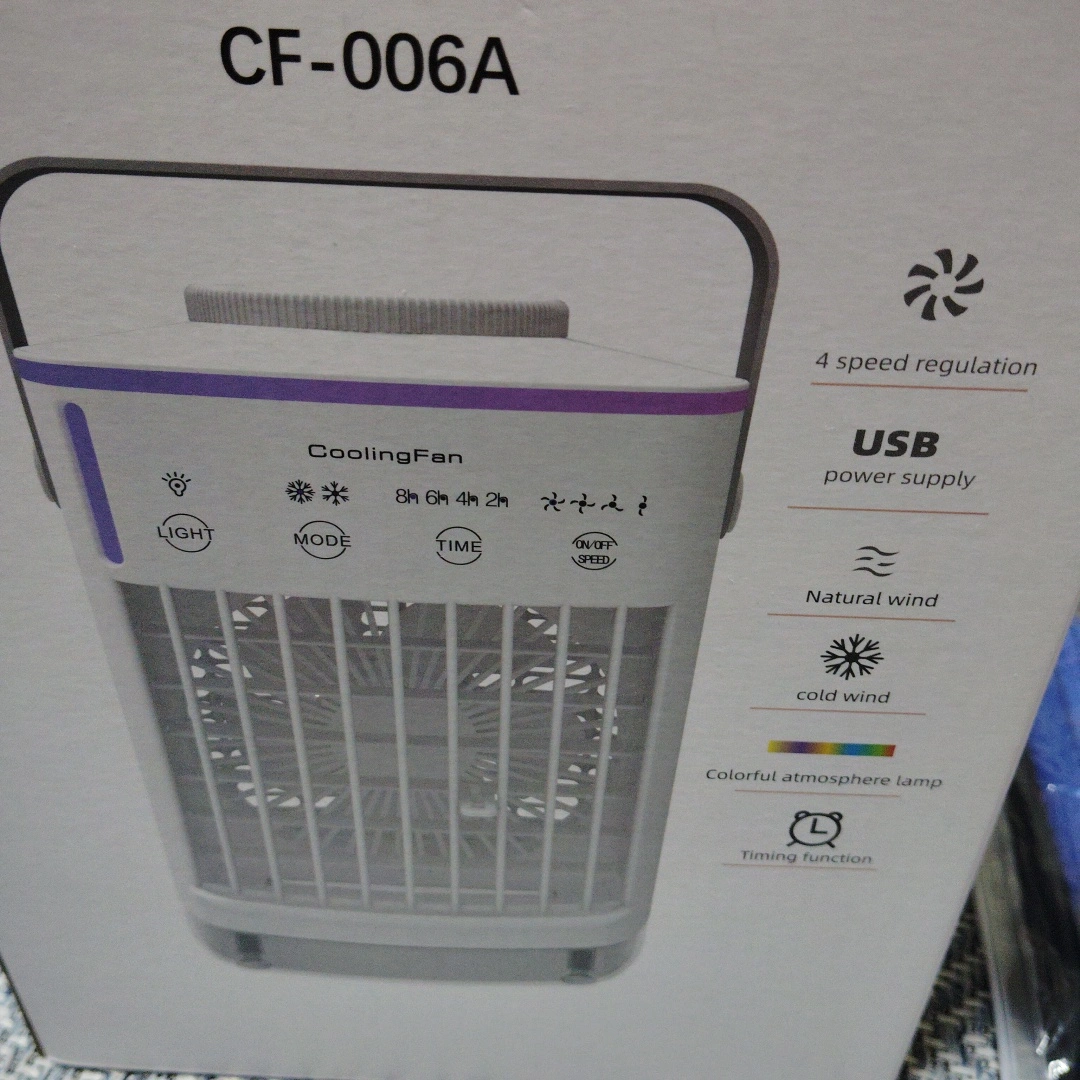 CF-006A
CoolingFan
8h 6h 4h 2h
LIGHT
MODE
TIME
ON/OFF
SPEED
4 speed regulation
USB
power supply
Natural wind
cold wind
Colorful atmosphere lamp
Timing function